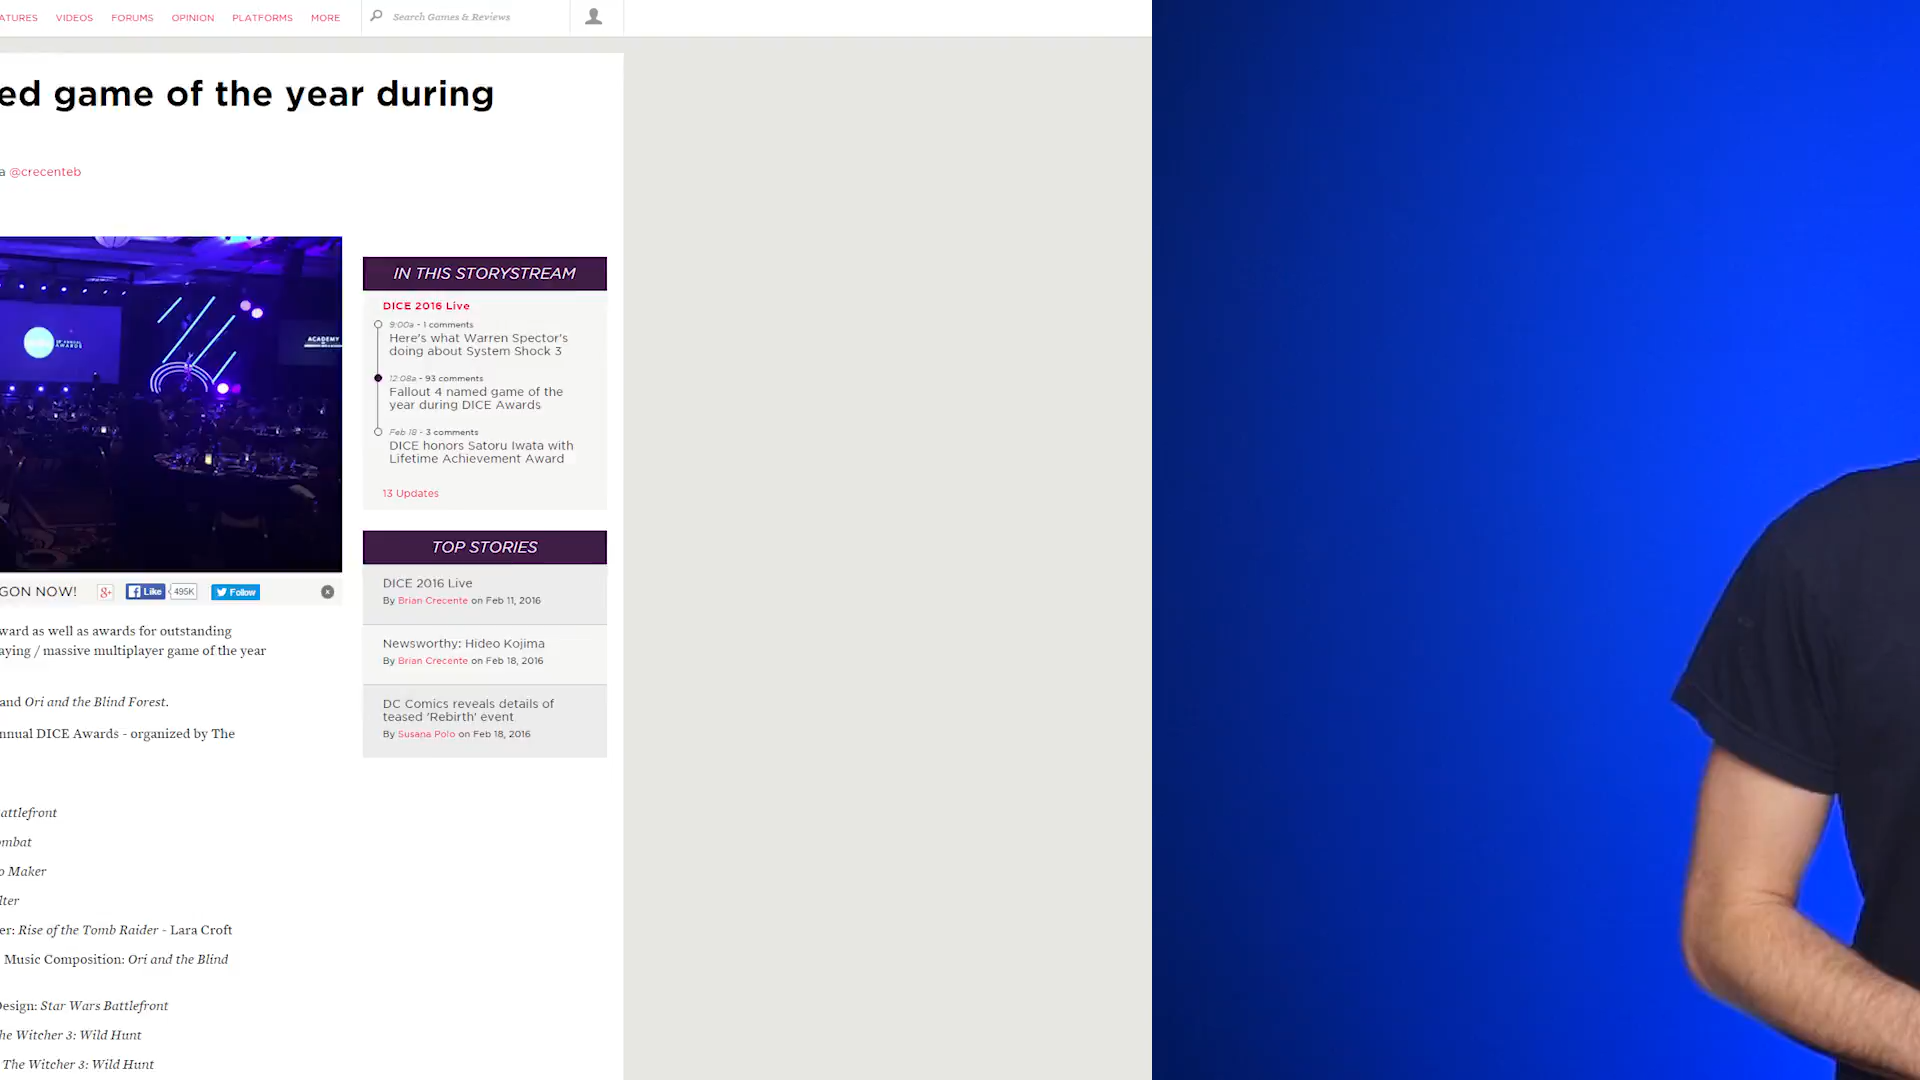 ATURES VIDEOS FORUMS OPINION PLATFORMS MORE Search Games & Reviews
ed game of the year during
a @crecenteb
ACADEMY
AWARDS
IN THIS STORYSTREAM
DICE 2016 Live
9:00a - 1 comments
Here's what Warren Spector's
doing about System Shock 3
12:08a - 93 comments
Fallout 4 named game of the
year during DICE Awards
Feb 18 - 3 comments
DICE honors Satoru Iwata with
Lifetime Achievement Award
13 Updates
TOP STORIES
DICE 2016 Live
By Brian Crecente on Feb 11, 2016
Newsworthy: Hideo Kojima
By Brian Crecente on Feb 18, 2016
DC Comics reveals details of
teased 'Rebirth' event
By Susana Polo on Feb 18, 2016
GON NOW! g+ f Like 495K Follow
ward as well as awards for outstanding
aying / massive multiplayer game of the year
and Ori and the Blind Forest.
nnual DICE Awards - organized by The
attlefront
ombat
o Maker
lter
er: Rise of the Tomb Raider - Lara Croft
Music Composition: Ori and the Blind
Design: Star Wars Battlefront
he Witcher 3: Wild Hunt
The Witcher 3: Wild Hunt